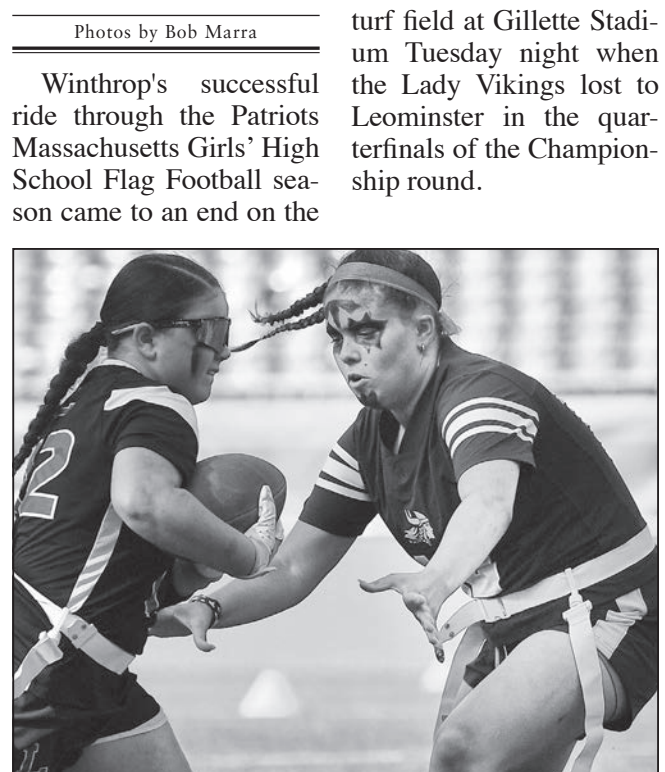 Photos by Bob Marra
Winthrop's successful
ride through the Patriots
Massachusetts Girls' High
School Flag Football sea-
son came to an end on the
turf field at Gillette Stadi-
um Tuesday night when
the Lady Vikings lost to
Leominster in the quar-
terfinals of the Champion-
ship round.
2